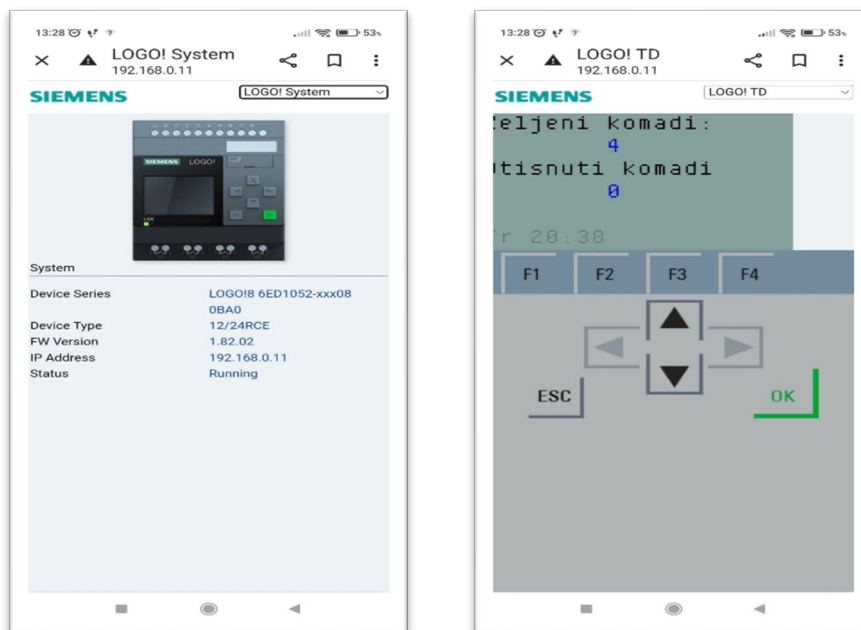 13:28
53%
LOGO! System
192.168.0.11
SIEMENS
LOGO! System
SIEMENS LOGO!
System
Device Series LOGO!8 6ED1052-xxx08
0BA0
Device Type 12/24RCE
FW Version 1.82.02
IP Address 192.168.0.11
Status Running
13:28
53%
LOGO! TD
192.168.0.11
SIEMENS
LOGO! TD
eljeni komadi:
4
tisnuti komadi
0
r 20:38
F1 F2 F3 F4
ESC
OK